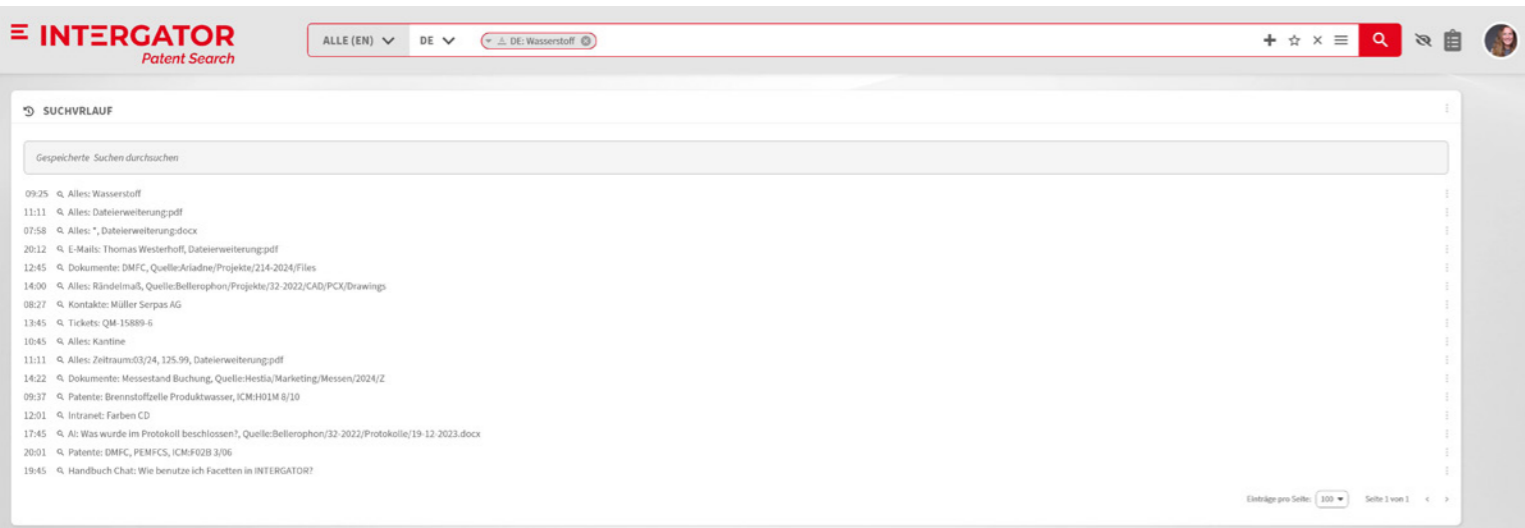 INTERGATOR
Patent Search
ALLE (EN) DE DE: Wasserstoff
SUCHVRLAUF
Gespeicherte Suchen durchsuchen
09:25 Alles: Wasserstoff
11:11 Alles: Dateierweiterung:pdf
07:58 Alles: *, Dateierweiterung:docx
20:12 E-Mails: Thomas Westerhoff, Dateierweiterung:pdf
12:45 Dokumente: DMFC, Quelle:Ariadne/Projekte/214-2024/Files
14:00 Alles: Rändelmaß, Quelle:Bellerophon/Projekte/32-2022/CAD/PCX/Drawings
08:27 Kontakte: Müller Serpas AG
13:45 Tickets: QM-15889-6
10:45 Alles: Kantine
11:11 Alles: Zeitraum:03/24, 125.99, Dateierweiterung:pdf
14:22 Dokumente: Messestand Buchung, Quelle:Hestia/Marketing/Messen/2024/Z
09:37 Patente: Brennstoffzelle Produktwasser, ICM:H01M 8/10
12:01 Intranet: Farben CD
17:45 AI: Was wurde im Protokoll beschlossen?, Quelle:Bellerophon/32-2022/Protokolle/19-12-2023.docx
20:01 Patente: DMFC, PEMFCS, ICM:F02B 3/06
19:45 Handbuch Chat: Wie benutze ich Facetten in INTERGATOR?
Einträge pro Seite: 100 Seite 1 von 1 < >